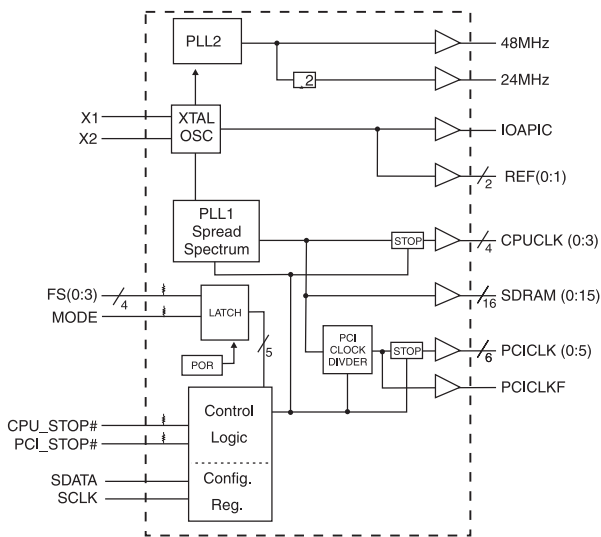 PLL2
48MHz
2
24MHz
X1
X2
XTAL
OSC
IOAPIC
REF(0:1)
2
PLL1
Spread
Spectrum
STOP
CPUCLK (0:3)
4
FS(0:3)
4
MODE
LATCH
SDRAM (0:15)
16
5
POR
PCI
CLOCK
DIVDER
STOP
PCICLK (0:5)
6
PCICLKF
CPU_STOP#
PCI_STOP#
Control
Logic
SDATA
SCLK
Config.
Reg.